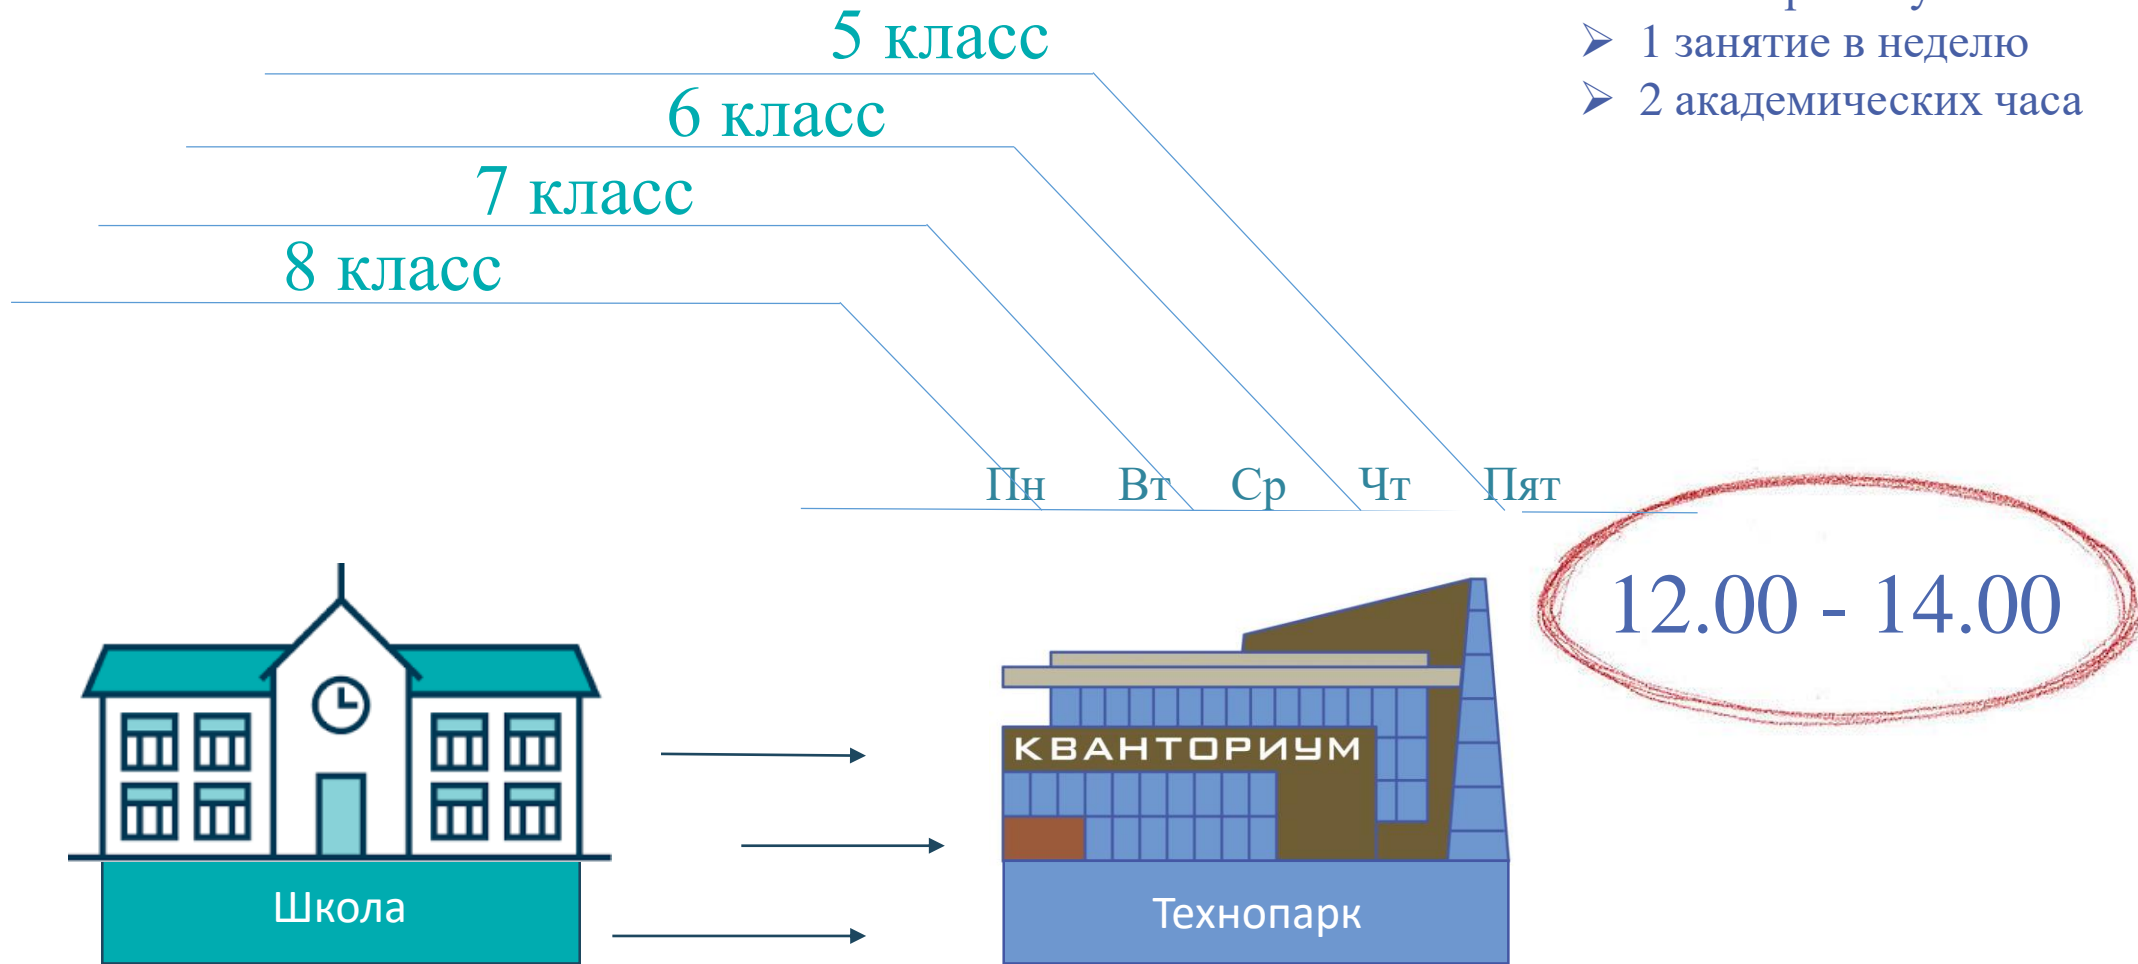 5 класс
6 класс
7 класс
8 класс
1 занятие в неделю
2 академических часа
Пн Вт Ср Чт Пят
12.00 - 14.00
КВАНТОРИУМ
Школа
Технопарк